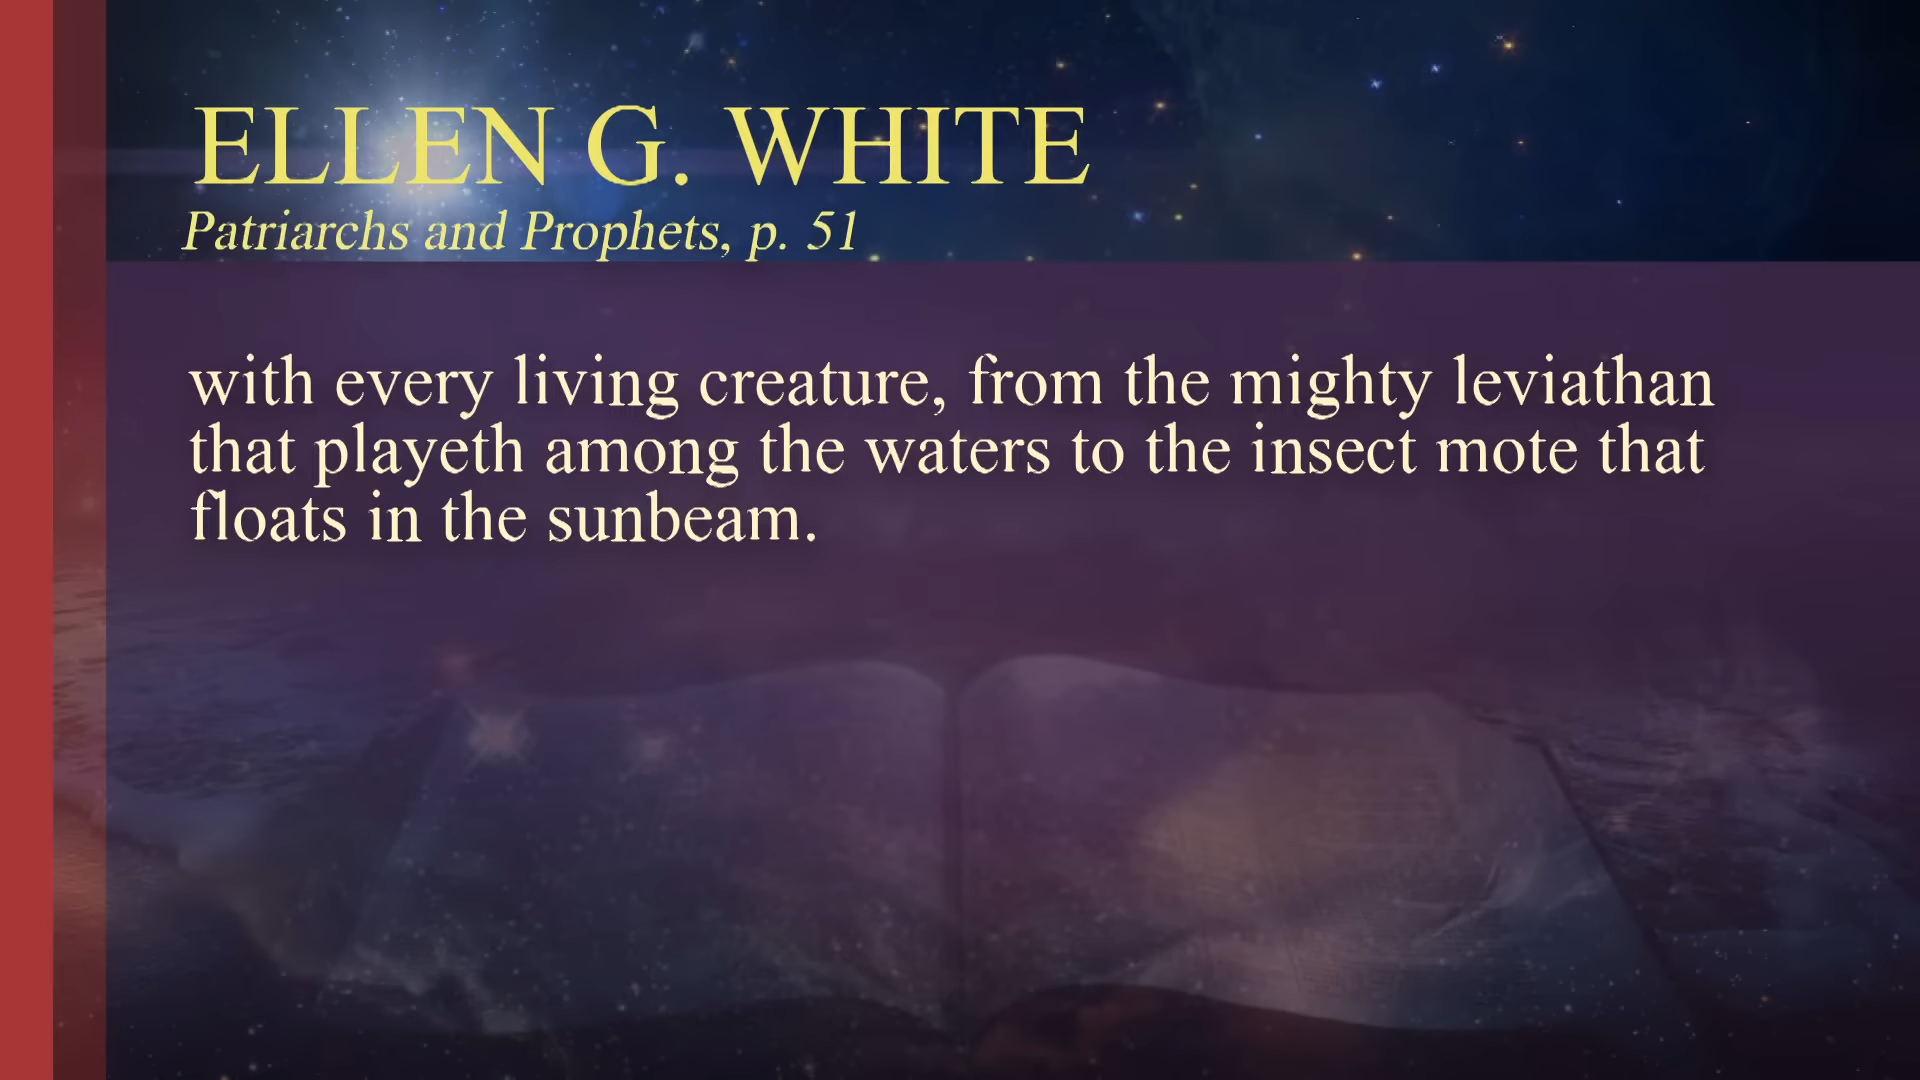 ELLEN G. WHITE
Patriarchs and Prophets, p. 51
with every living creature, from the mighty leviathan
that playeth among the waters to the insect mote that
floats in the sunbeam.